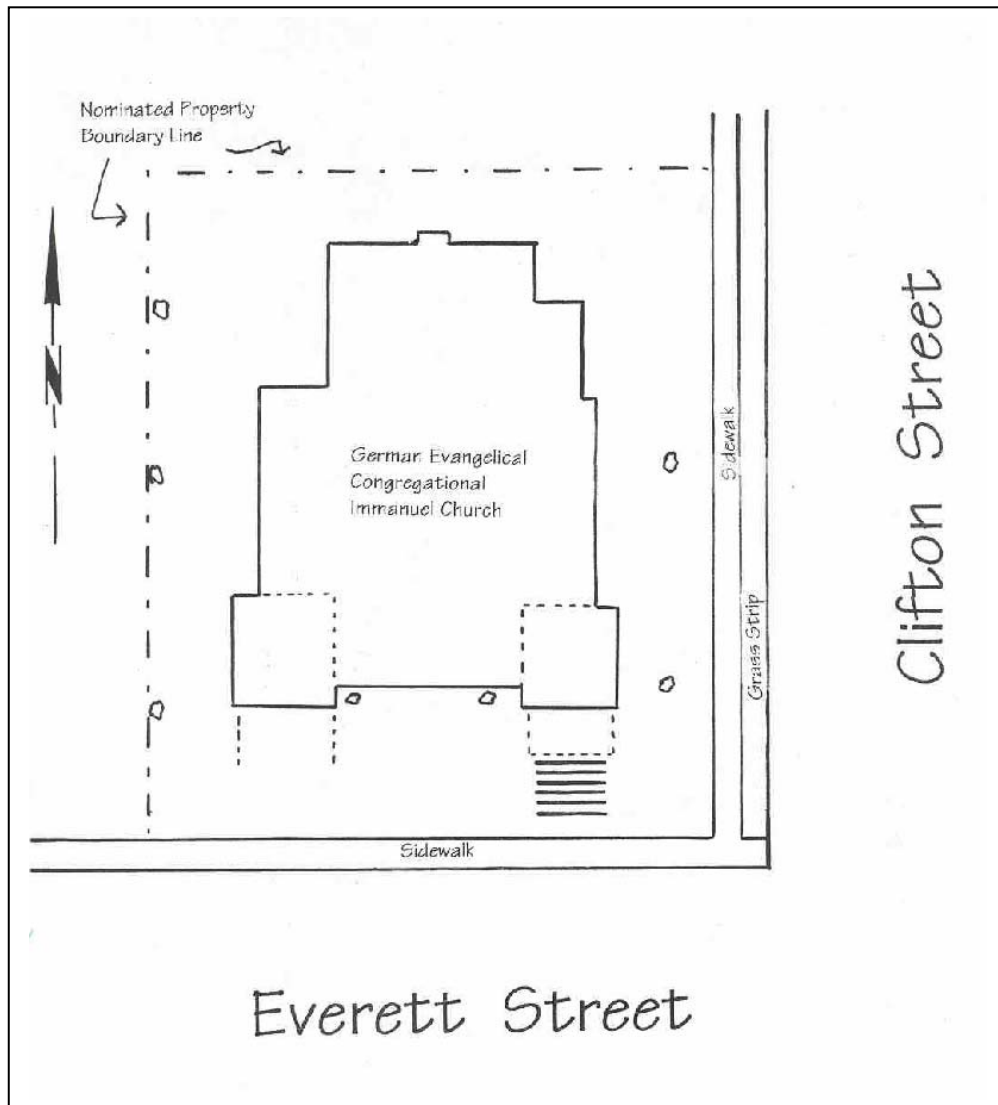 Nominated Property
Boundary Line
N
German Evangelical
Congregational
Immanuel Church
Sidewalk
Grass Strip
Clifton Street
Sidewalk
Everett Street